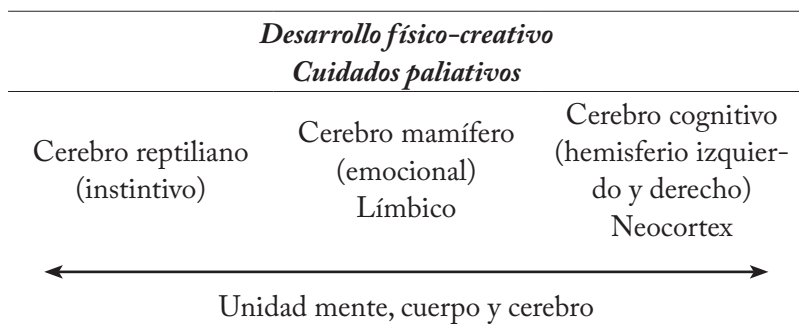 Desarrollo físico-creativo
Cuidados paliativos
Cerebro reptiliano
(instintivo)
Cerebro mamífero
(emocional)
Límbico
Cerebro cognitivo
(hemisferio izquier-
do y derecho)
Neocortex
Unidad mente, cuerpo y cerebro